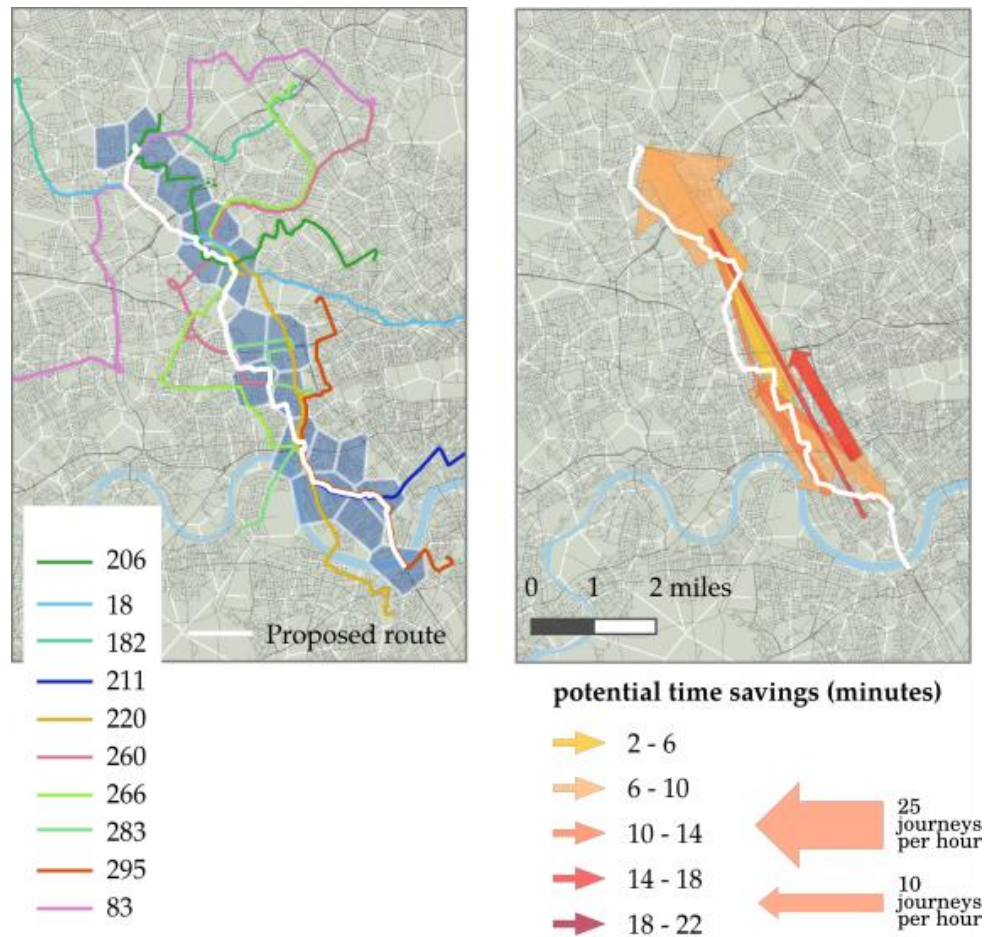 206
18
182
211
220
260
266
283
295
83
Proposed route
0 1 2 miles
potential time savings (minutes)
2 - 6
6 - 10
10 - 14
14 - 18
18 - 22
25
journeys
per hour
10
journeys
per hour